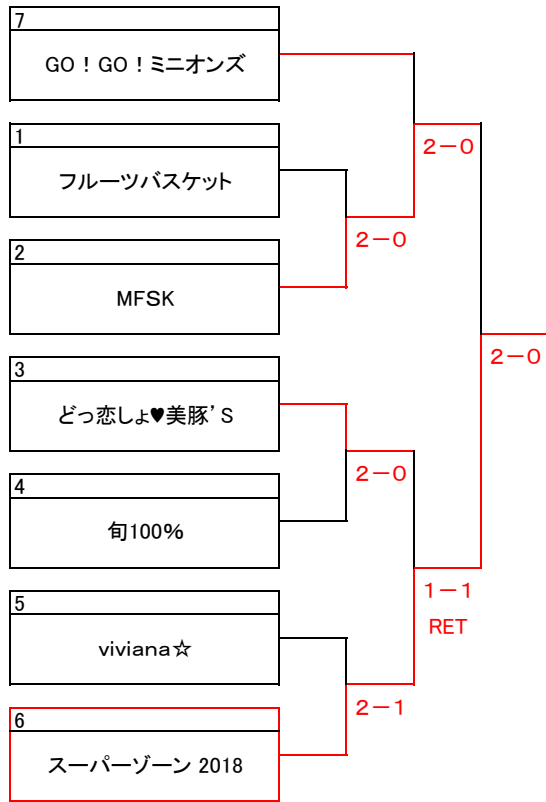 7
GO！GO！ミニオンズ
1
フルーツバスケット
2－0
2－0
2
MFSK
2－0
3
どっ恋しょ♥美豚’S
2－0
4
旬100％
1－1
RET
5
viviana☆
2－1
6
スーパーゾーン 2018